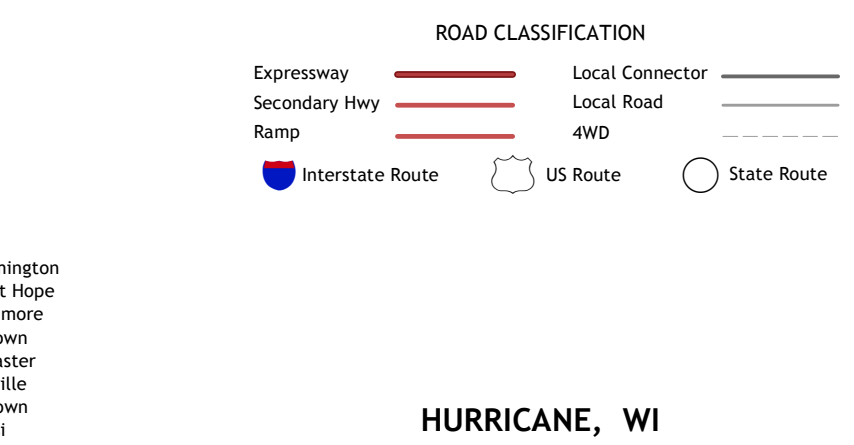 ROAD CLASSIFICATION
Expressway
Local Connector
Secondary Hwy
Local Road
Ramp
4WD
Interstate Route
US Route
State Route
Hope
HURRICANE, WI